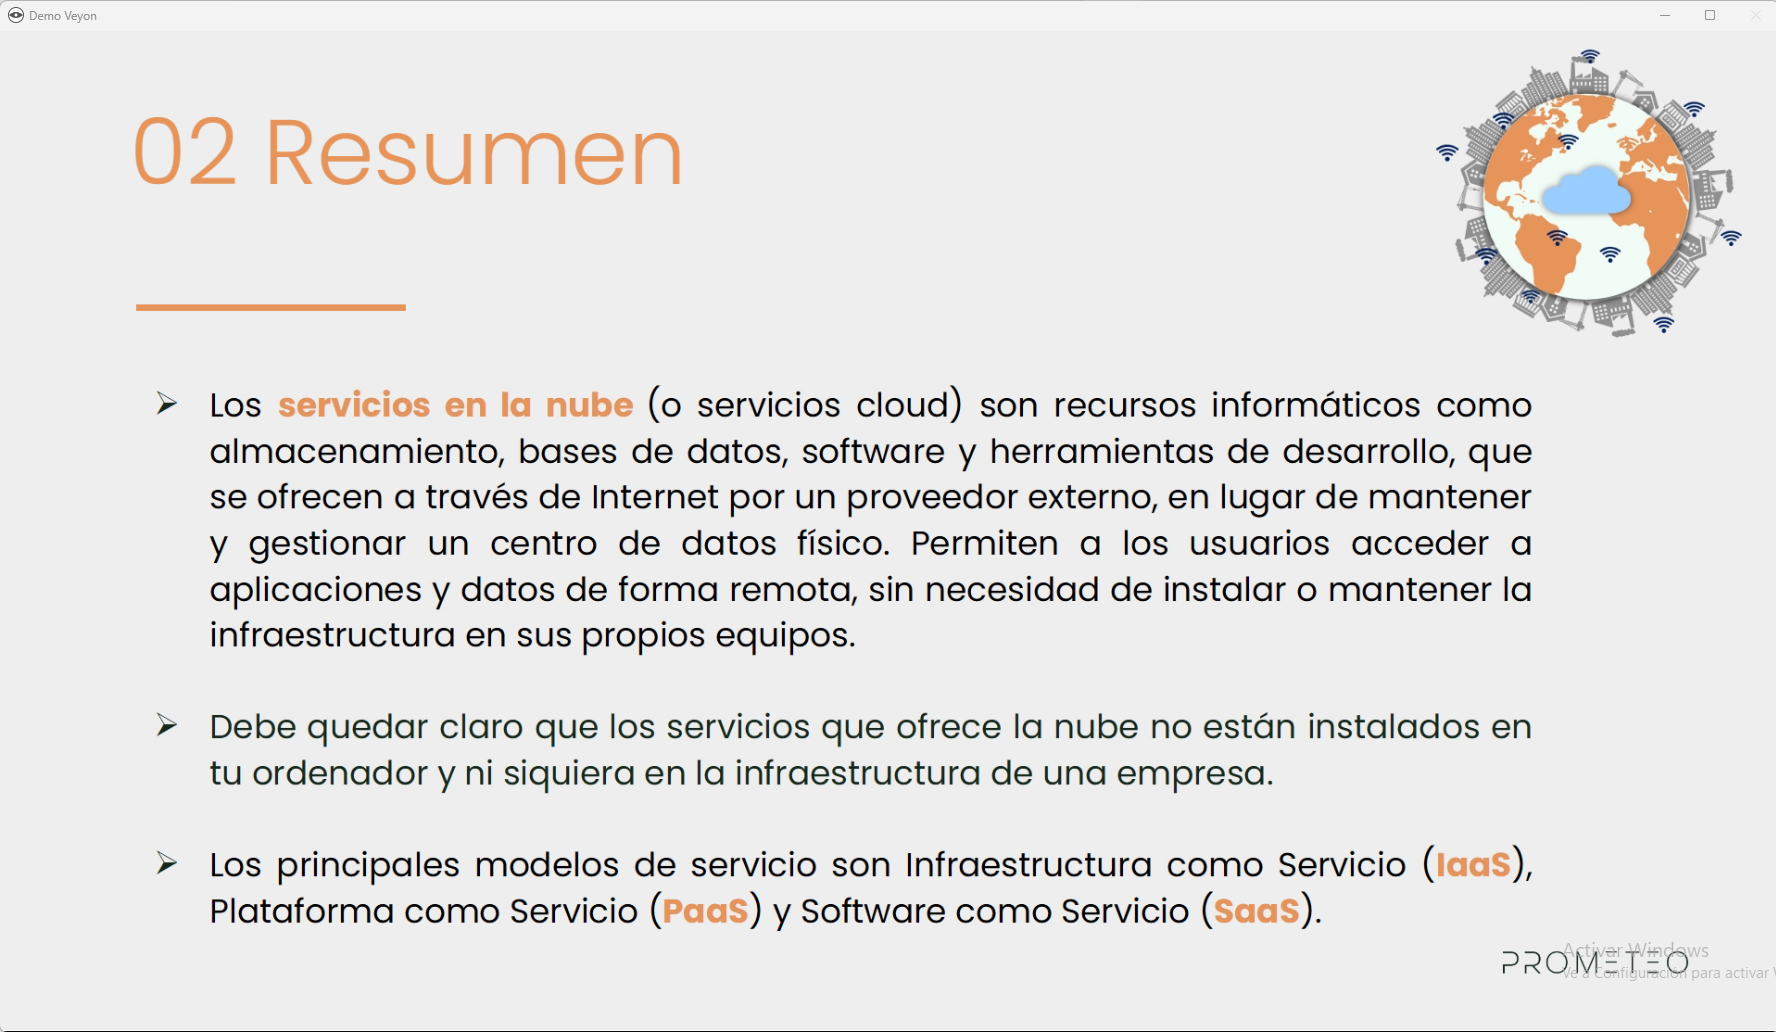 Demo Veyon
02 Resumen
➢ Los servicios en la nube (o servicios cloud) son recursos informáticos como
almacenamiento, bases de datos, software y herramientas de desarrollo, que
se ofrecen a través de Internet por un proveedor externo, en lugar de mantener
y gestionar un centro de datos físico. Permiten a los usuarios acceder a
aplicaciones y datos de forma remota, sin necesidad de instalar o mantener la
infraestructura en sus propios equipos.
➢ Debe quedar claro que los servicios que ofrece la nube no están instalados en
tu ordenador y ni siquiera en la infraestructura de una empresa.
➢ Los principales modelos de servicio son Infraestructura como Servicio (IaaS),
Plataforma como Servicio (PaaS) y Software como Servicio (SaaS).
Activar Windows
PROMETEO
Ve a Configuración para activar